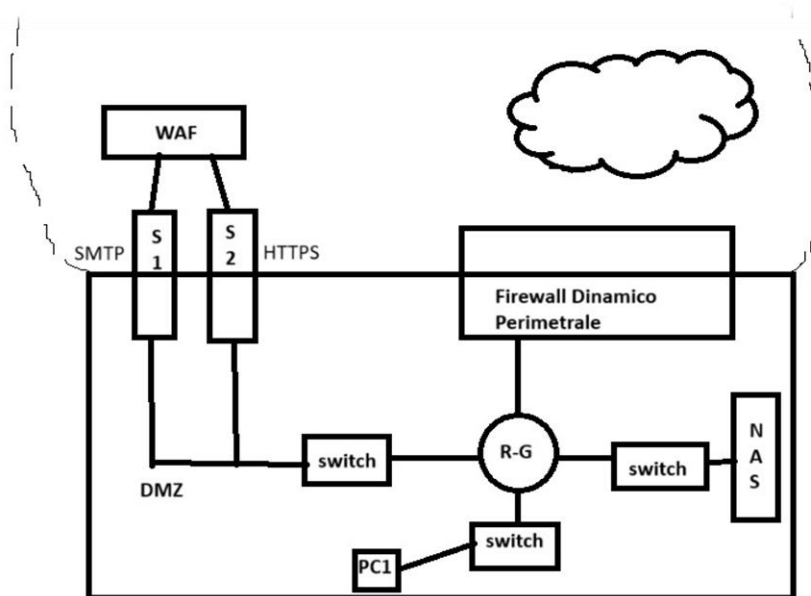 WAF
SMTP
S
1
S
2
HTTPS
Firewall Dinamico
Perimetrale
switch
R-G
switch
N
A
S
DMZ
switch
PC1